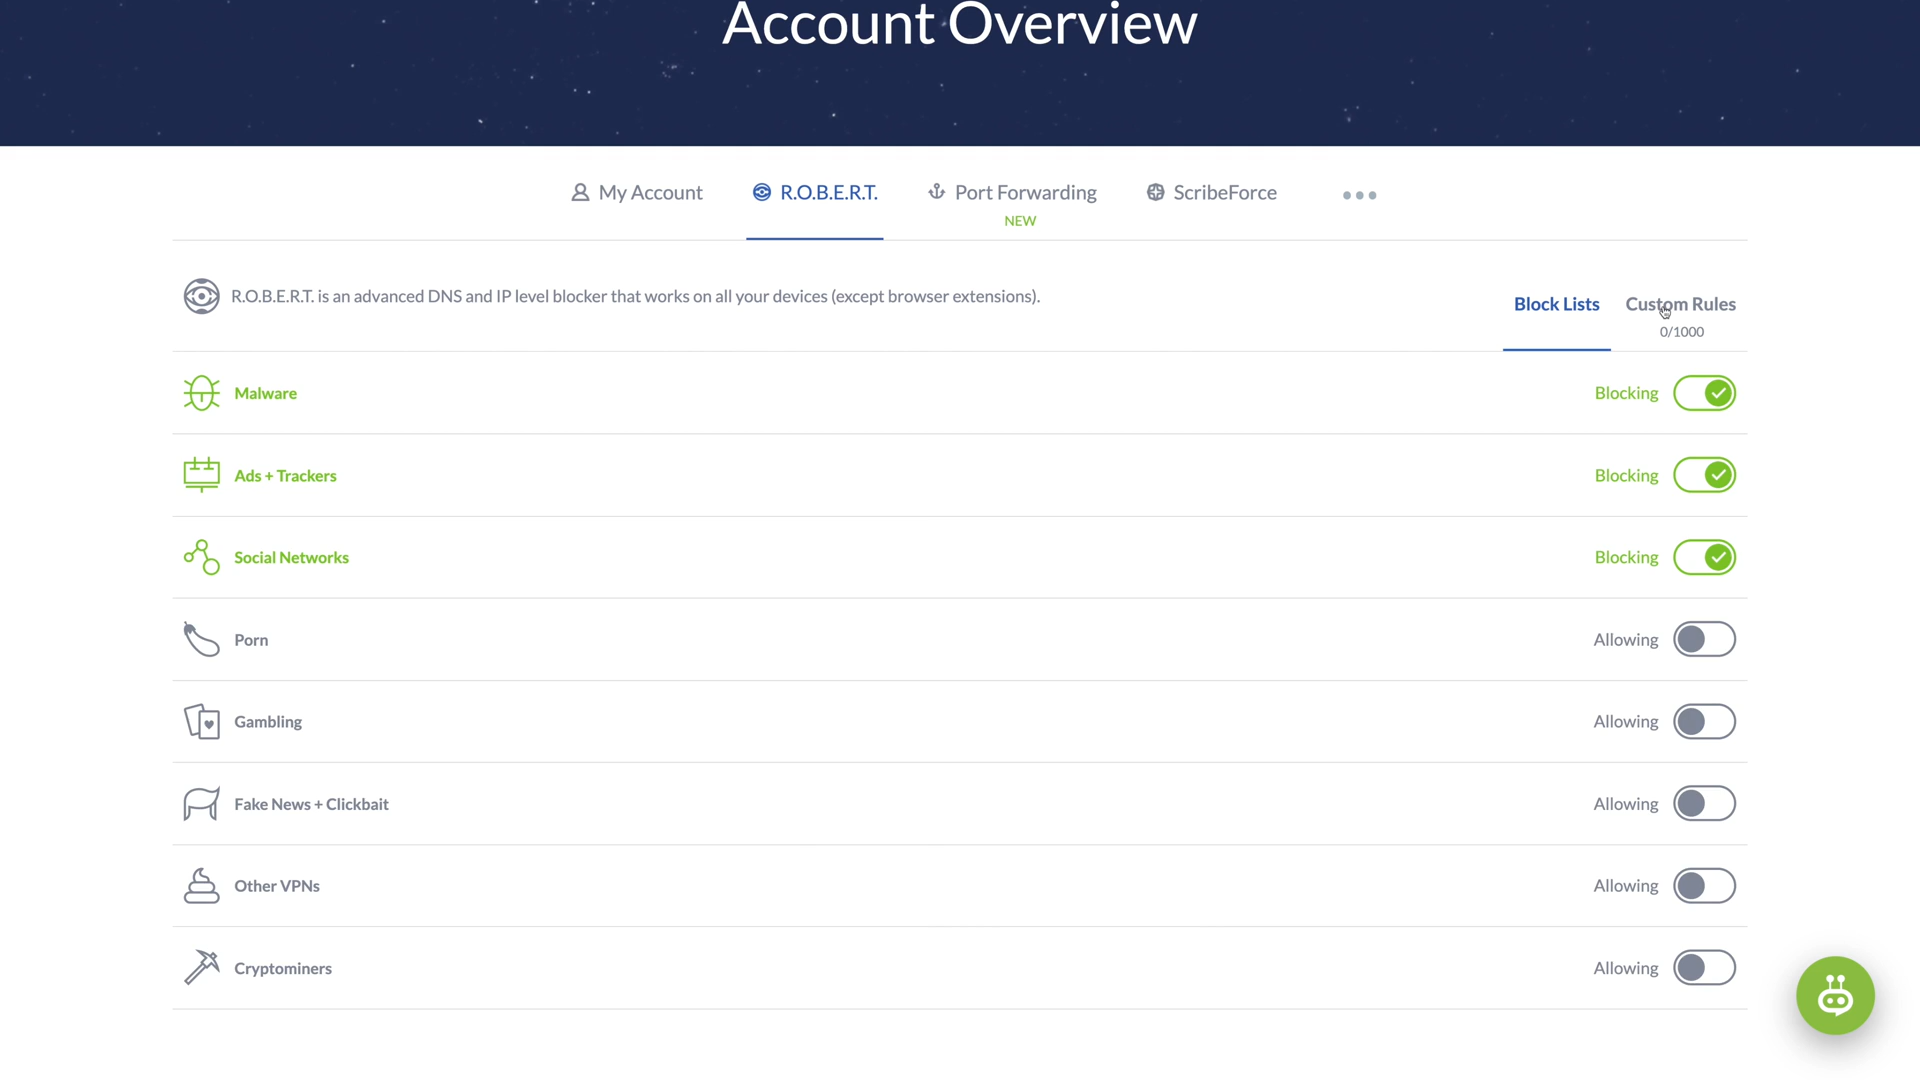 Account Overview
My Account
R.O.B.E.R.T.
Port Forwarding
NEW
ScribeForce
R.O.B.E.R.T. is an advanced DNS and IP level blocker that works on all your devices (except browser extensions).
Block Lists
Custom Rules
0/1000
Malware
Blocking
Ads + Trackers
Blocking
Social Networks
Blocking
Porn
Allowing
Gambling
Allowing
Fake News + Clickbait
Allowing
Other VPNs
Allowing
Cryptominers
Allowing